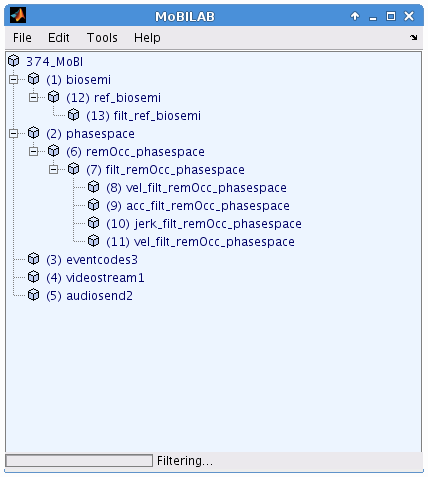 MoBILAB
File Edit Tools Help
374_MoBI
(1) biosemi
(12) ref_biosemi
(13) filt_ref_biosemi
(2) phasespace
(6) remOcc_phasespace
(7) filt_remOcc_phasespace
(8) vel_filt_remOcc_phasespace
(9) acc_filt_remOcc_phasespace
(10) jerk_filt_remOcc_phasespace
(11) vel_filt_remOcc_phasespace
(3) eventcodes3
(4) videostream1
(5) audiosend2
Filtering...